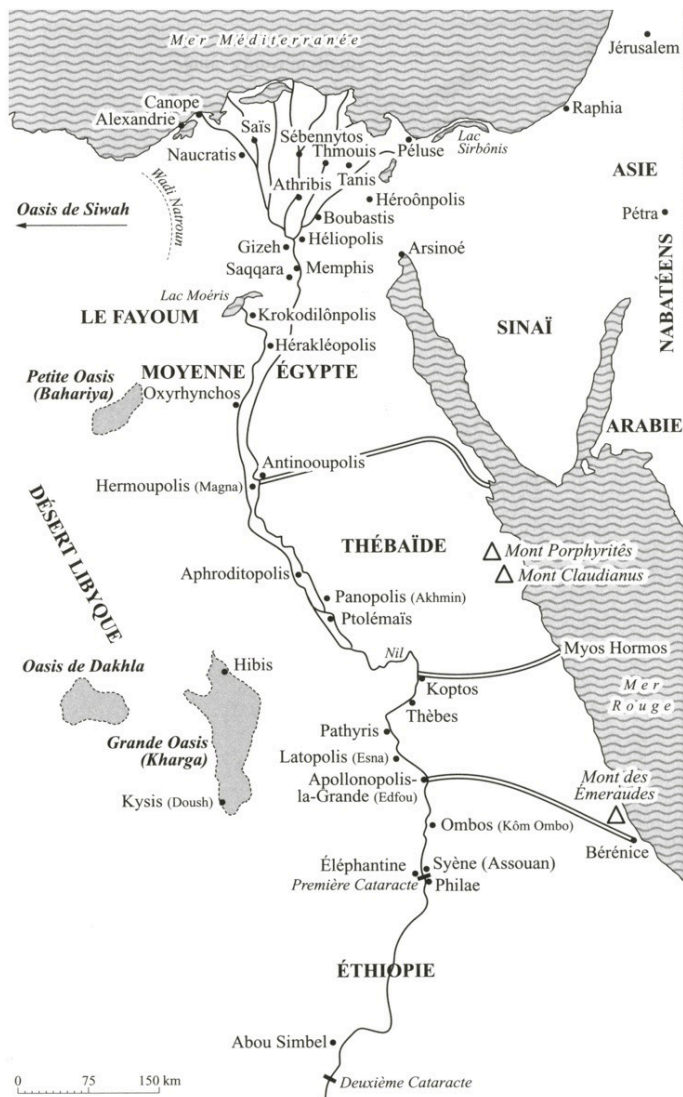 Mer Méditerranée
Jérusalem
Canope
Alexandrie
Raphia
Saïs
Sébennytos
Thmouis
Péluse
Lac
Sirbônis
Naucratis
Tanis
ASIE
Wadi Natroun
Athribis
Héroônpolis
Oasis de Siwah
Boubastis
Pétra
Héliopolis
Gizeh
Arsinoé
Saqqara
Memphis
NABATÉENS
Lac Moéris
LE FAYOUM
Krokodilônpolis
SINAÏ
Hérakléopolis
Petite Oasis
(Bahariya)
MOYENNE ÉGYPTE
Oxyrhynchos
ARABIE
Antinooupolis
Hermoupolis (Magna)
DÉSERT LIBYQUE
THÉBAÏDE
Mont Porphyritês
Mont Claudianus
Aphroditopolis
Panopolis (Akhmin)
Ptolémaïs
Nil
Myos Hormos
Oasis de Dakhla
Hibis
Koptos
Mer
Rouge
Thèbes
Pathyris
Grande Oasis
(Kharga)
Latopolis (Esna)
Apollonopolis-
la-Grande (Edfou)
Mont des
Émeraudes
Kysis (Doush)
Ombos (Kôm Ombo)
Bérénice
Éléphantine
Syène (Assouan)
Première Cataracte
Philae
ÉTHIOPIE
Abou Simbel
Deuxième Cataracte
0 75 150 km